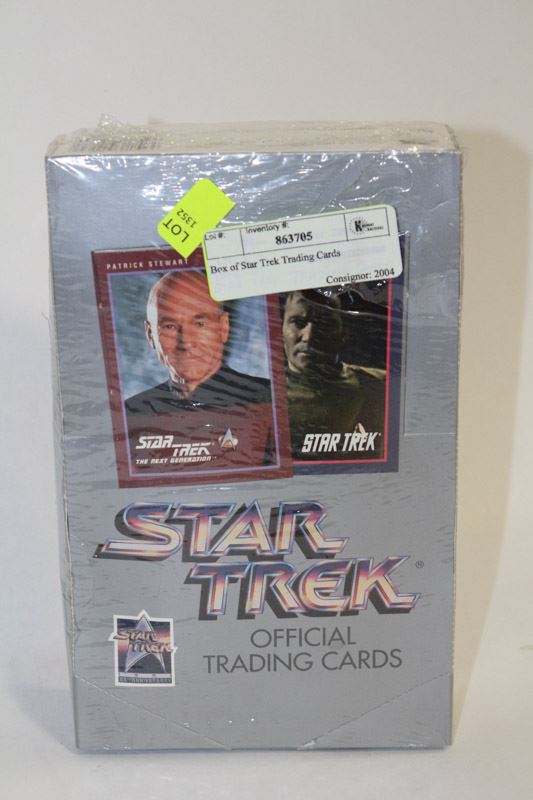 LOT
1352
Lot #:
Inventory #:
863705
Box of Star Trek Trading Cards
Consignor: 2004
PATRICK STEWART
STAR TREK
THE NEXT GENERATION
STAR TREK
STAR
TREK®
OFFICIAL
TRADING CARDS
STAR
TREK
ANNIVERSARY